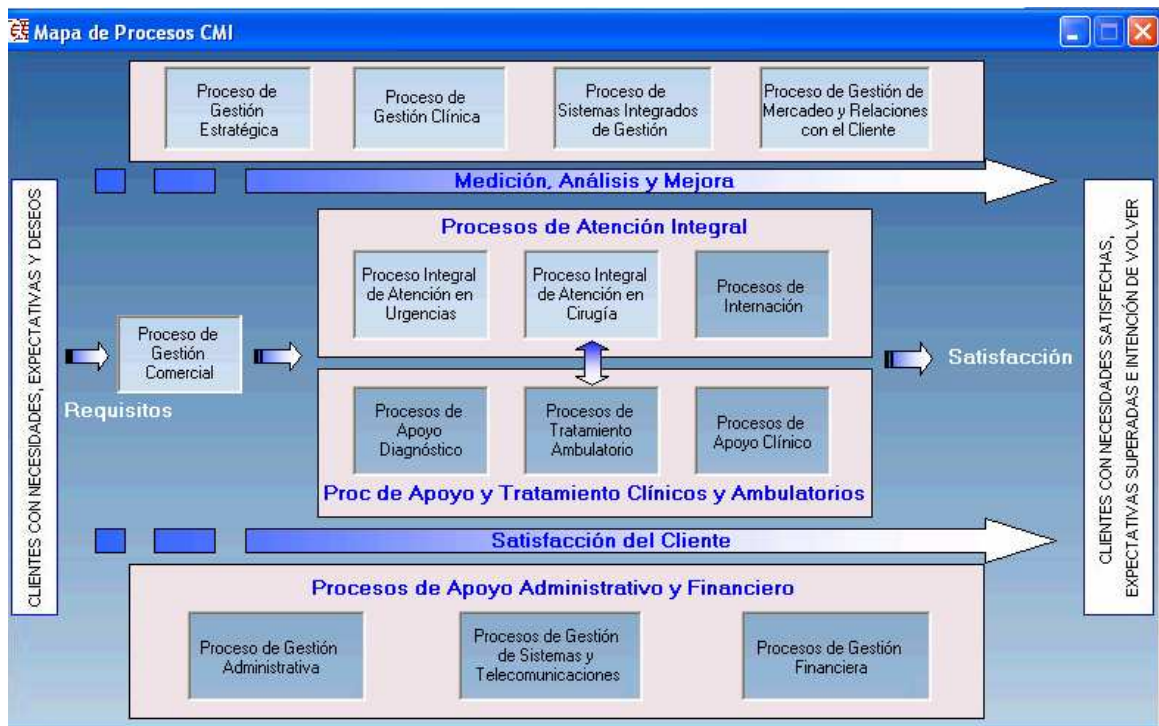 Mapa de Procesos CMI
Proceso de
Gestión
Estratégica
Proceso de
Gestión Clínica
Proceso de
Sistemas Integrados
de Gestión
Proceso de Gestión de
Mercadeo y Relaciones
con el Cliente
Medición, Análisis y Mejora
CLIENTES CON NECESIDADES, EXPECTATIVAS Y DESEOS
Requisitos
Proceso de
Gestión
Comercial
Procesos de Atención Integral
Proceso Integral
de Atención en
Urgencias
Proceso Integral
de Atención en
Cirugía
Procesos de
Internación
Procesos de
Apoyo
Diagnóstico
Procesos de
Tratamiento
Ambulatorio
Procesos de
Apoyo Clínico
Proc de Apoyo y Tratamiento Clínicos y Ambulatorios
Satisfacción
CLIENTES CON NECESIDADES SATISFECHAS,
EXPECTATIVAS SUPERADAS E INTENCIÓN DE VOLVER
Satisfacción del Cliente
Procesos de Apoyo Administrativo y Financiero
Proceso de Gestión
Administrativa
Procesos de Gestión
de Sistemas y
Telecomunicaciones
Procesos de Gestión
Financiera